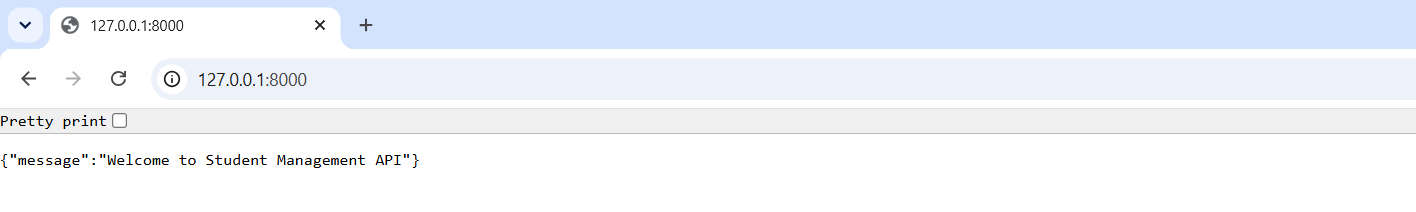 127.0.0.1:8000
127.0.0.1:8000
Pretty print
{"message":"Welcome to Student Management API"}